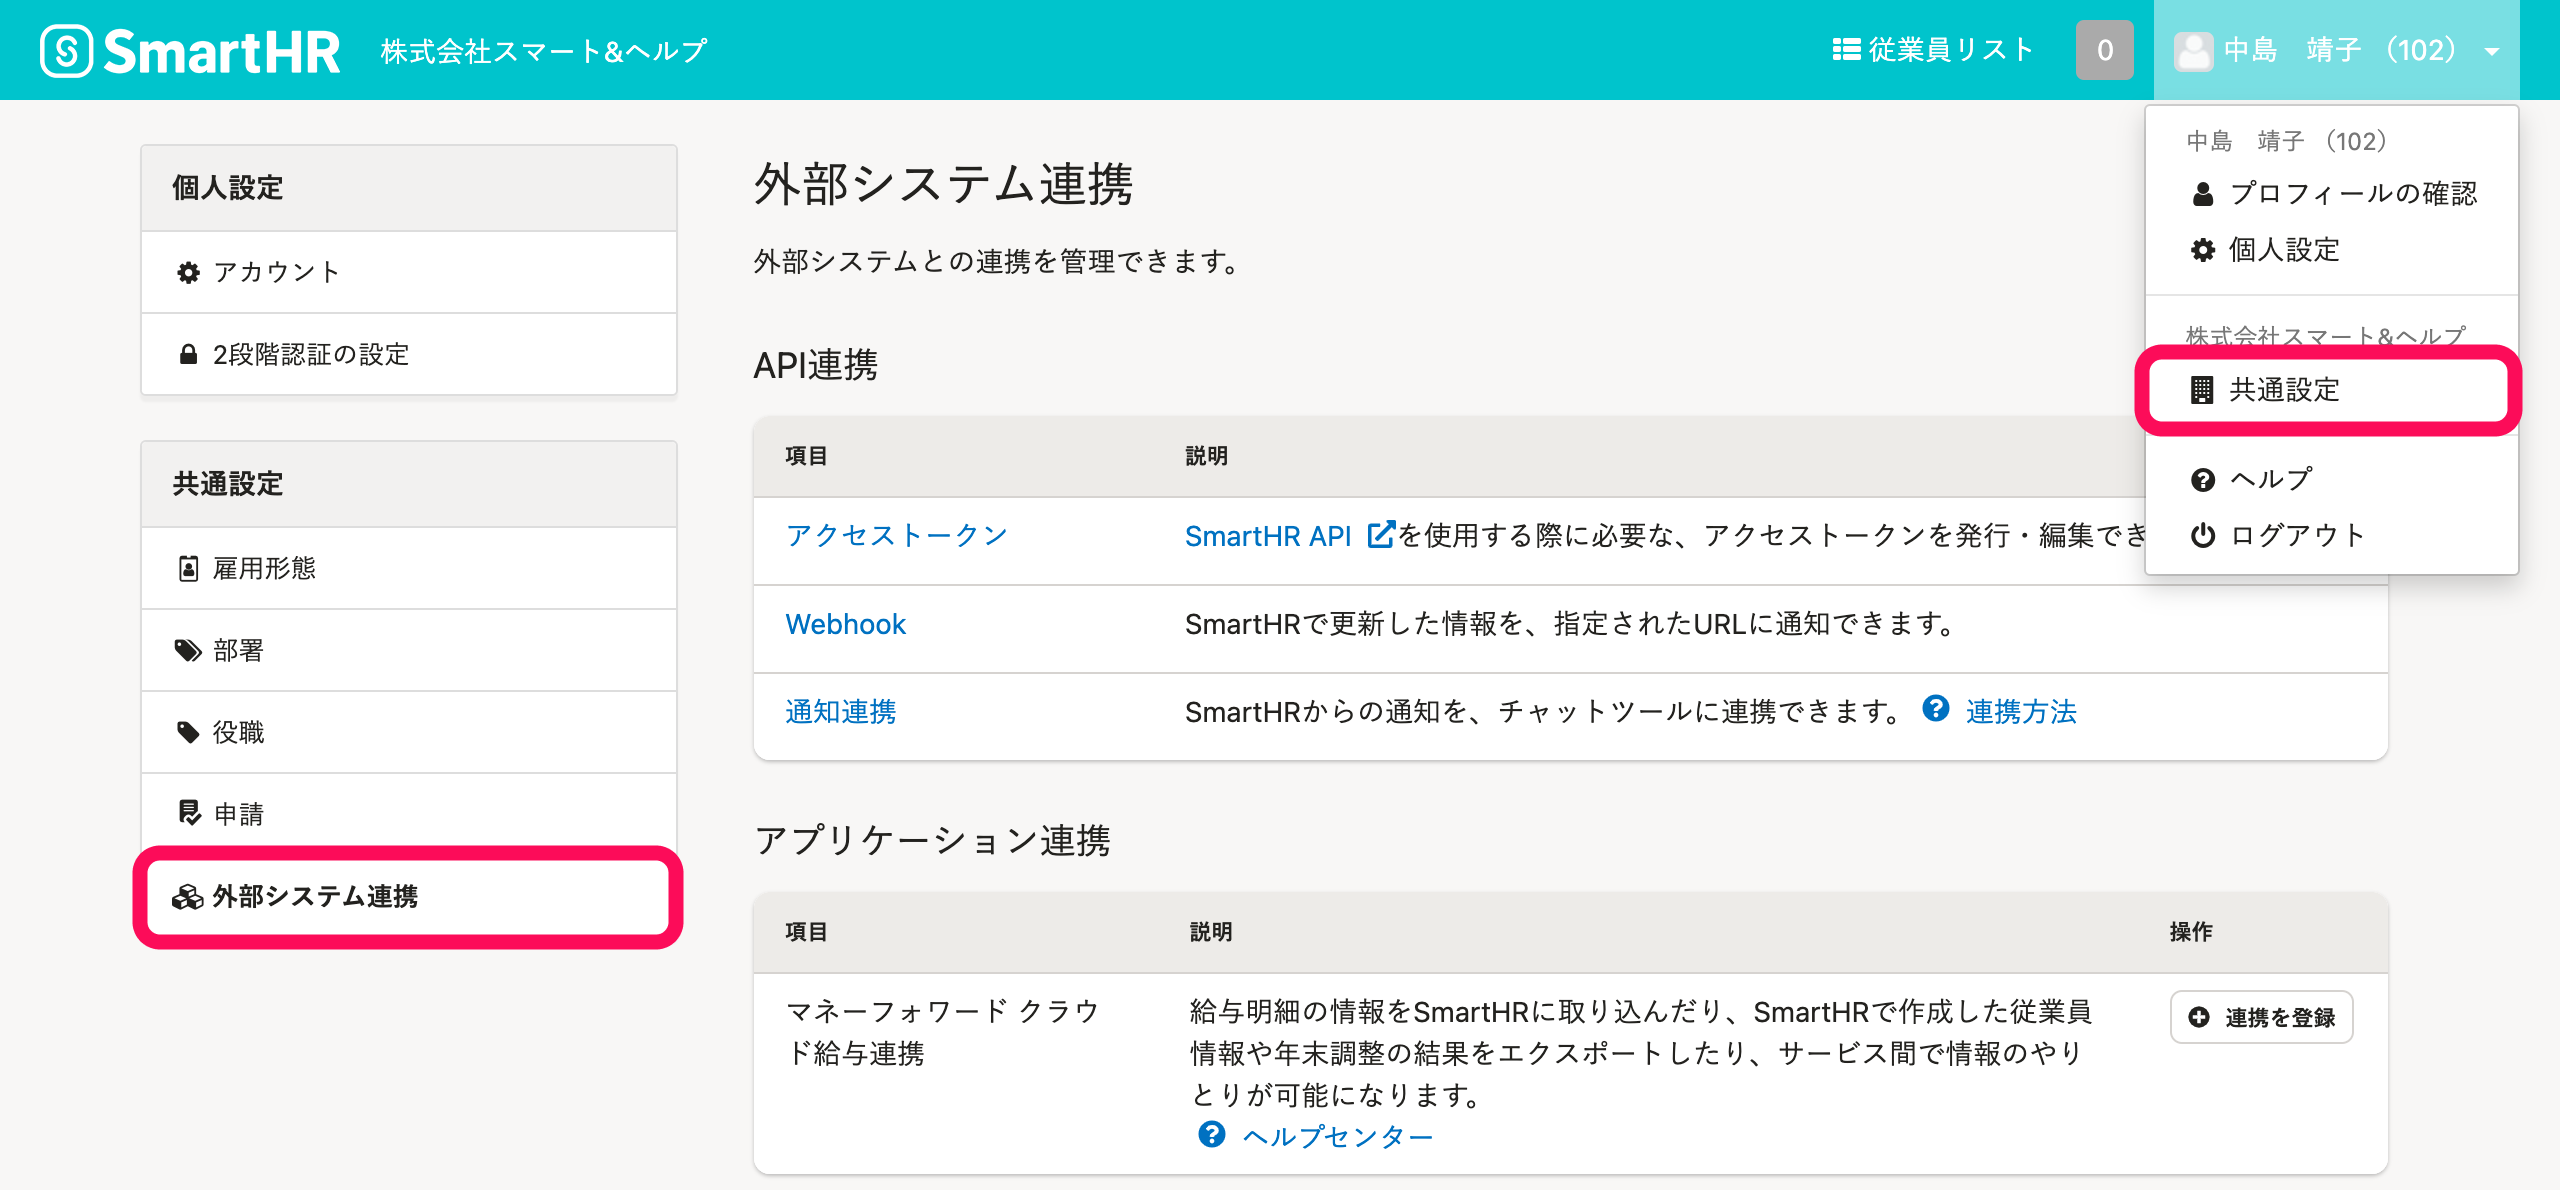 SmartHR
株式会社スマート&ヘルプ
従業員リスト
0
中島　靖子 （102）
中島　靖子 （102）
プロフィールの確認
個人設定
株式会社スマート&ヘルプ
共通設定
ヘルプ
ログアウト
個人設定
アカウント
2段階認証の設定
共通設定
雇用形態
部署
役職
申請
外部システム連携
外部システム連携
外部システムとの連携を管理できます。
API連携
項目 説明
アクセストークン SmartHR API を使用する際に必要な、アクセストークンを発行・編集でき
Webhook SmartHRで更新した情報を、指定されたURLに通知できます。
通知連携 SmartHRからの通知を、チャットツールに連携できます。 連携方法
アプリケーション連携
項目 説明 操作
マネーフォワード クラウ
ド給与連携
給与明細の情報をSmartHRに取り込んだり、SmartHRで作成した従業員
情報や年末調整の結果をエクスポートしたり、サービス間で情報のやり
とりが可能になります。
ヘルプセンター
連携を登録